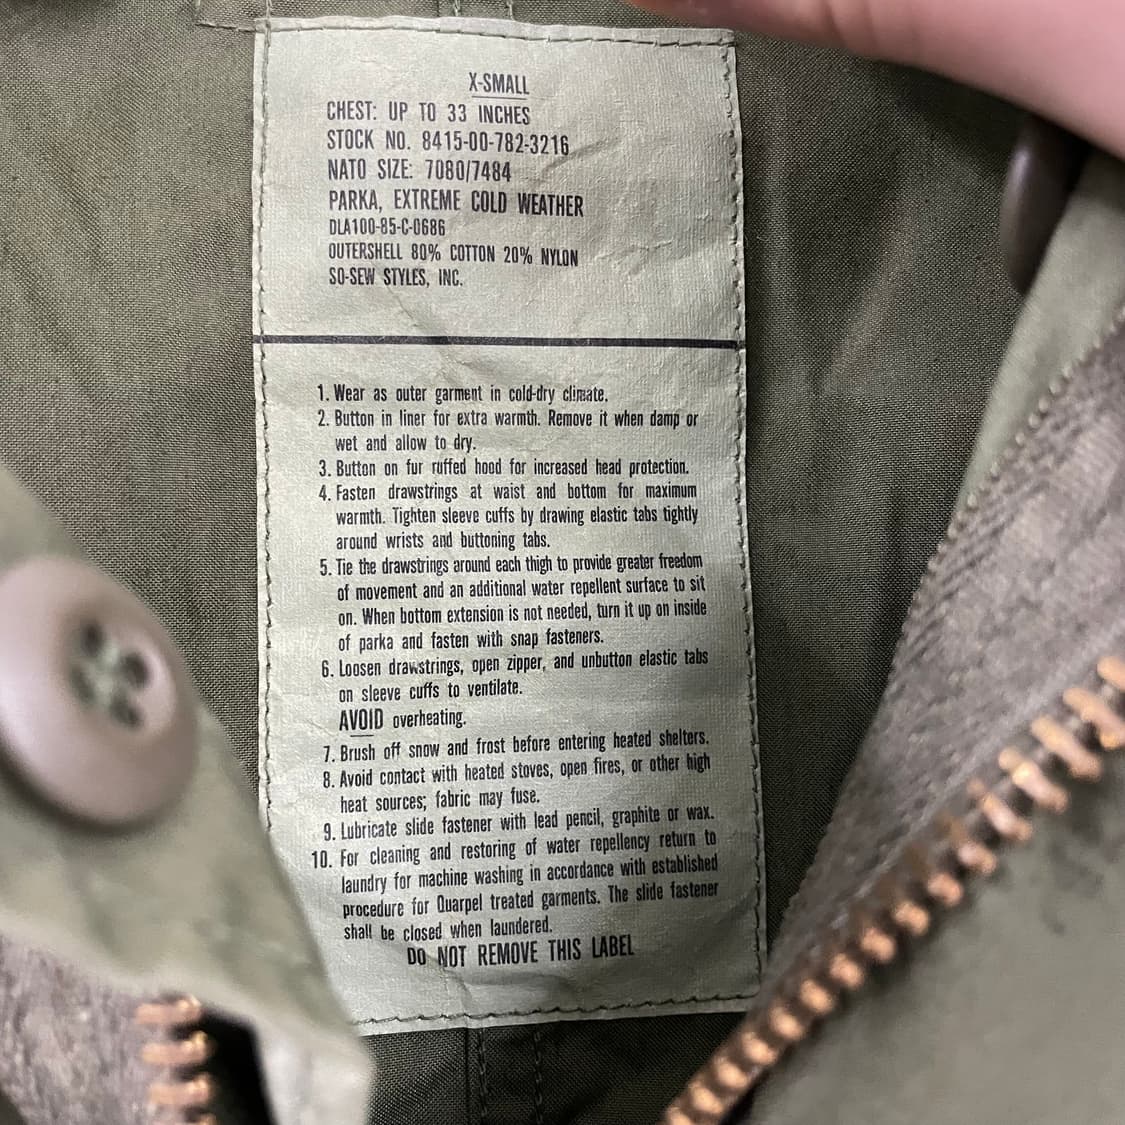 X-SMALL
CHEST: UP TO 33 INCHES
STOCK NO. 8415-00-782-3216
NATO SIZE: 7080/7484
PARKA, EXTREME COLD WEATHER
DLA100-85-C-0686
OUTERSHELL 80% COTTON 20% NYLON
SO-SEW STYLES, INC.
1. Wear as outer garment in cold-dry climate.
2. Button in liner for extra warmth. Remove it when damp or
wet and allow to dry.
3. Button on fur ruffed hood for increased head protection.
4. Fasten drawstrings at waist and bottom for maximum
warmth. Tighten sleeve cuffs by drawing elastic tabs tightly
around wrists and buttoning tabs.
5. Tie the drawstrings around each thigh to provide greater freedom
of movement and an additional water repellent surface to sit
on. When bottom extension is not needed, turn it up on inside
of parka and fasten with snap fasteners.
6. Loosen drawstrings, open zipper, and unbutton elastic tabs
on sleeve cuffs to ventilate.
AVOID overheating.
7. Brush off snow and frost before entering heated shelters.
8. Avoid contact with heated stoves, open fires, or other high
heat sources; fabric may fuse.
9. Lubricate slide fastener with lead pencil, graphite or wax.
10. For cleaning and restoring of water repellency return to
laundry for machine washing in accordance with established
procedure for Quarpel treated garments. The slide fastener
shall be closed when laundered.
DO NOT REMOVE THIS LABEL